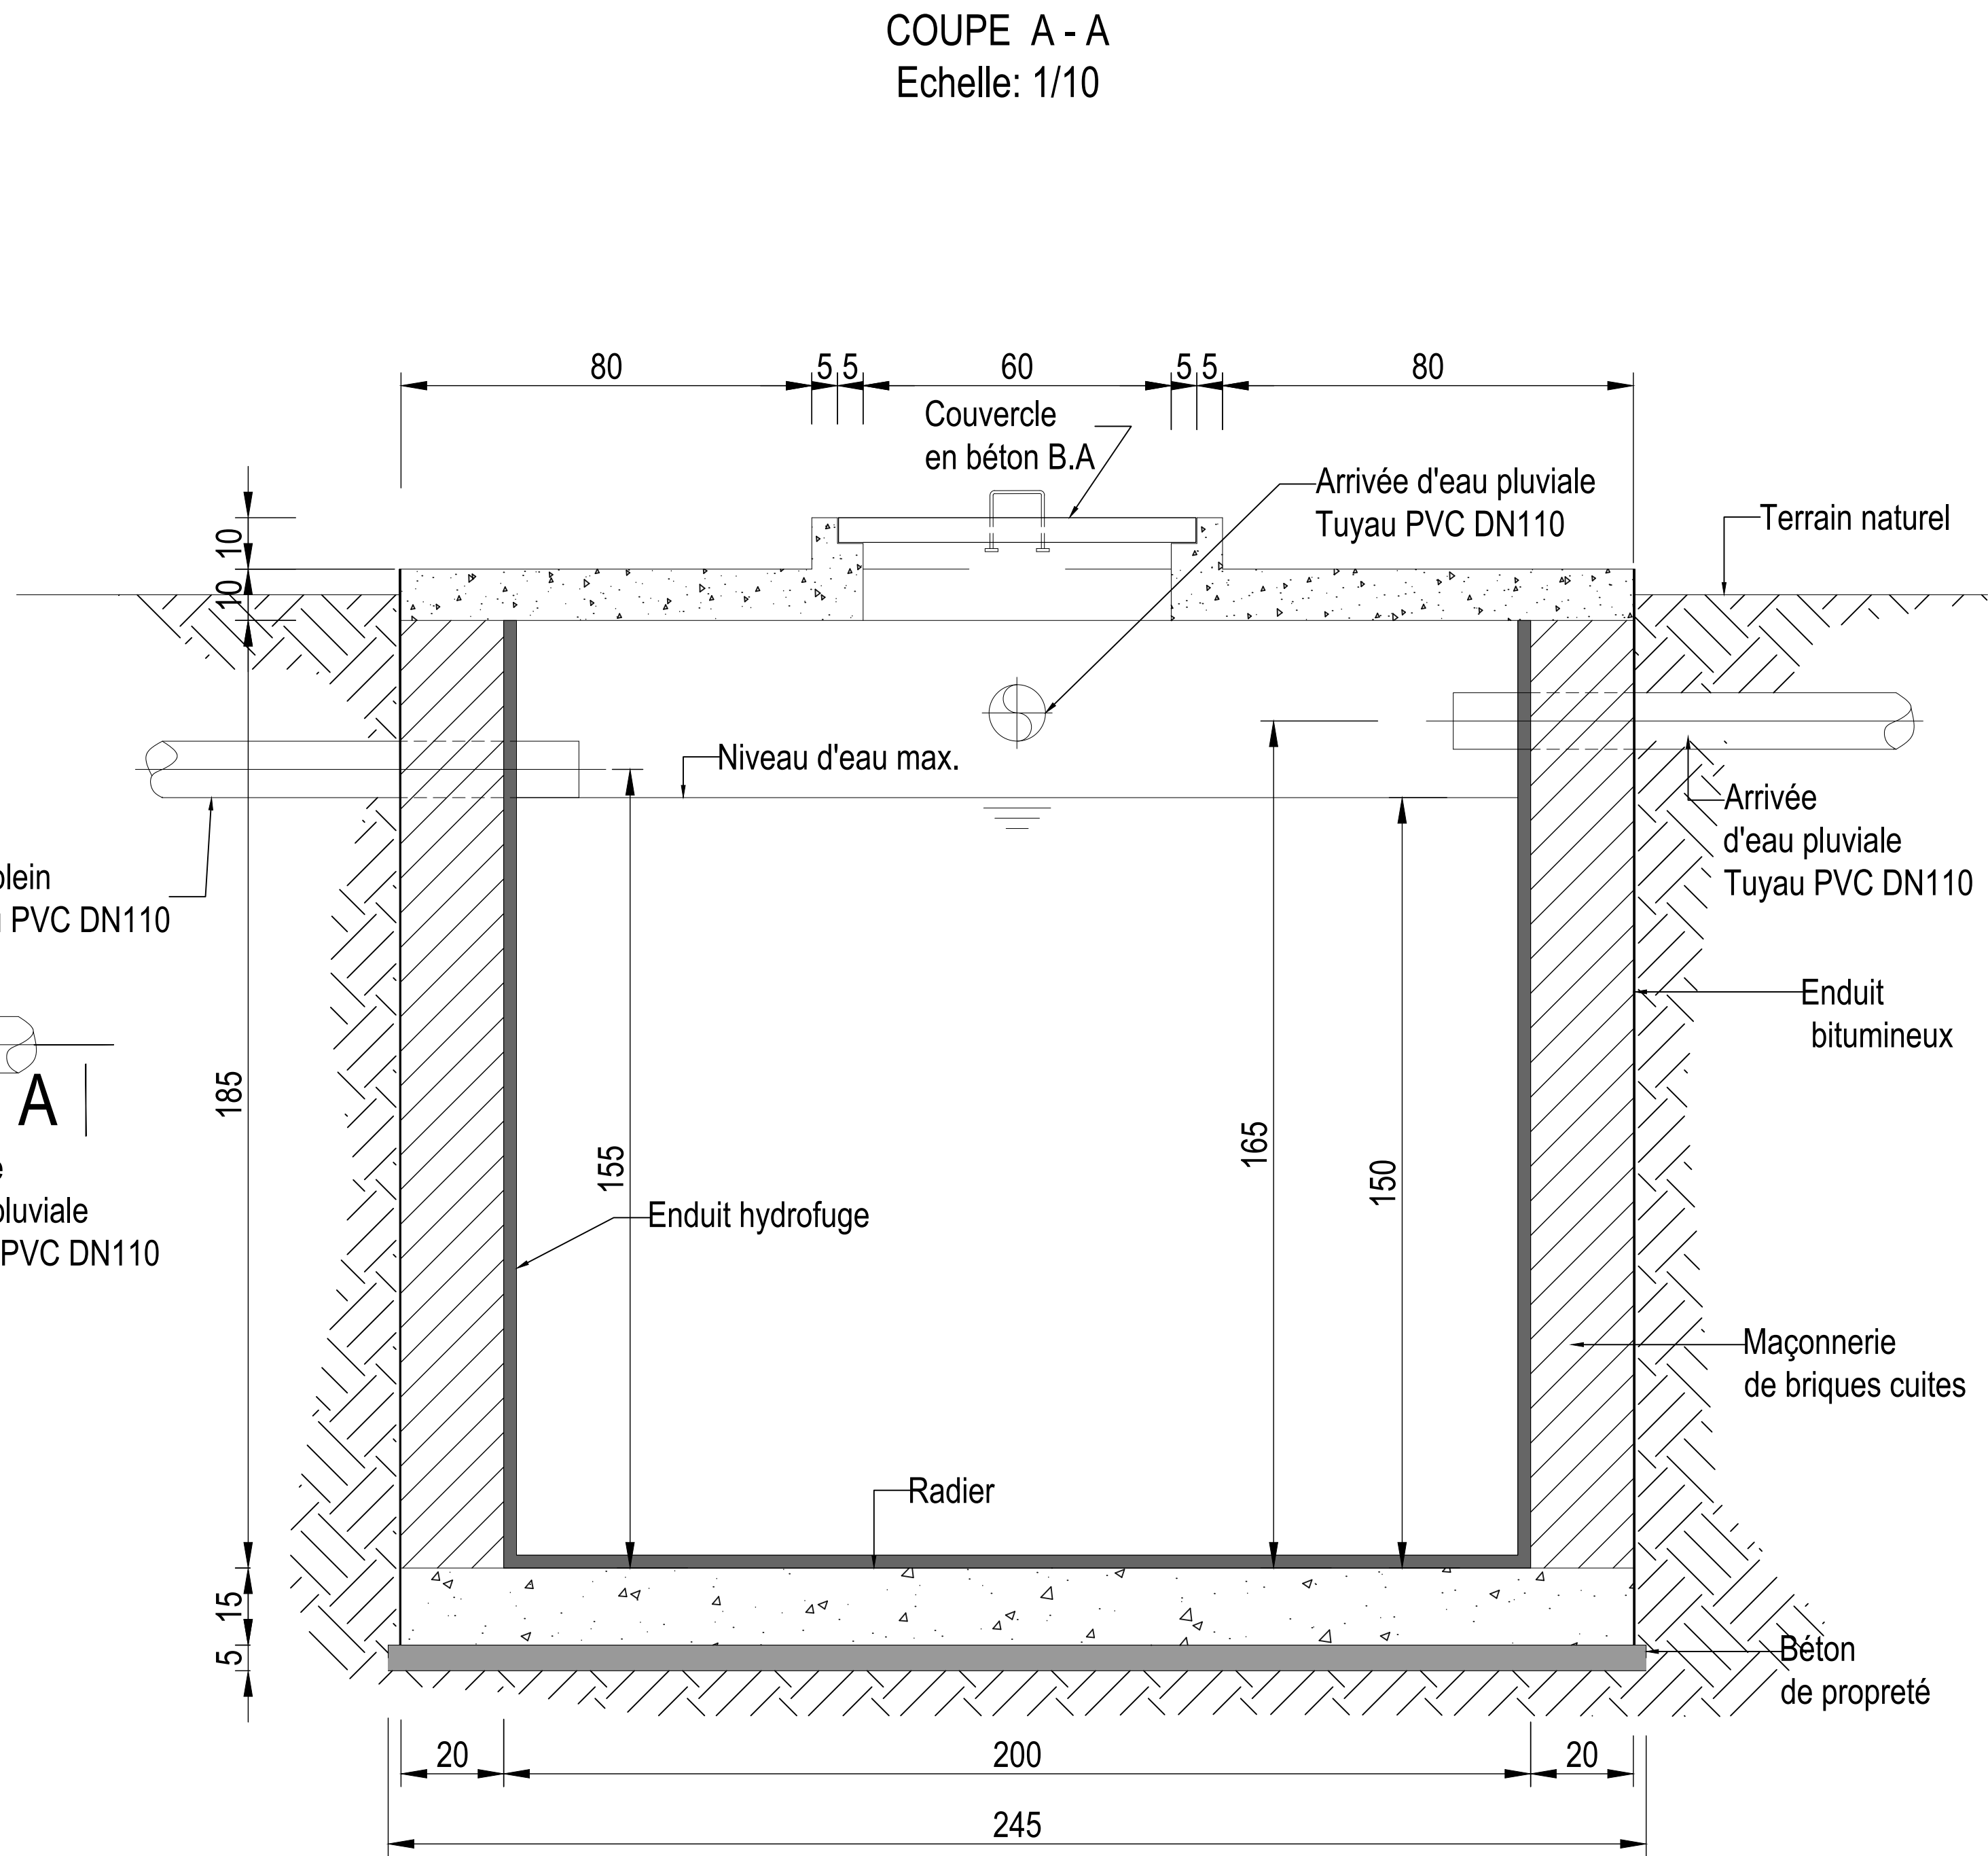 COUPE A - A
Echelle: 1/10
80
5
5
60
5
5
80
Couvercle
en béton B.A
Arrivée d'eau pluviale
Tuyau PVC DN110
Terrain naturel
10
10
Niveau d'eau max.
Arrivée
d'eau pluviale
Tuyau PVC DN110
PVC DN110
Enduit
bitumineux
A
185
155
165
150
PVC DN110
Enduit hydrofuge
Maçonnerie
de briques cuites
Radier
15
5
Béton
de propreté
20
200
20
245